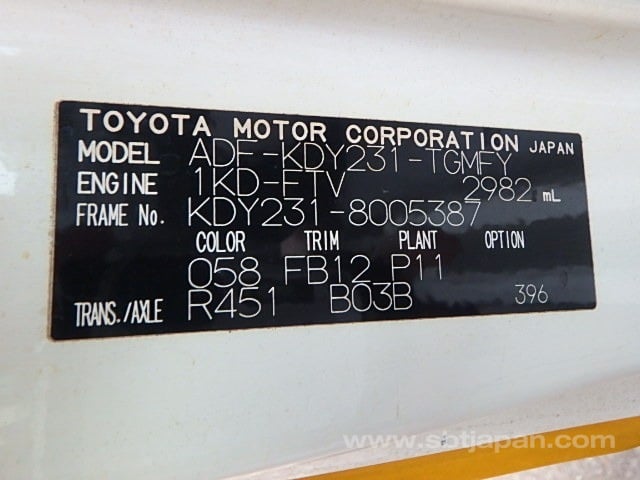 TOYOTA MOTOR CORPORATION JAPAN
MODEL ADF-KDY231-TGMFY
ENGINE 1KD-FTV 2982 mL
FRAME No. KDY231-8005387
COLOR TRIM PLANT OPTION
058 FB12 P11
TRANS./AXLE R451 B03B 396
www.sbtjapan.com